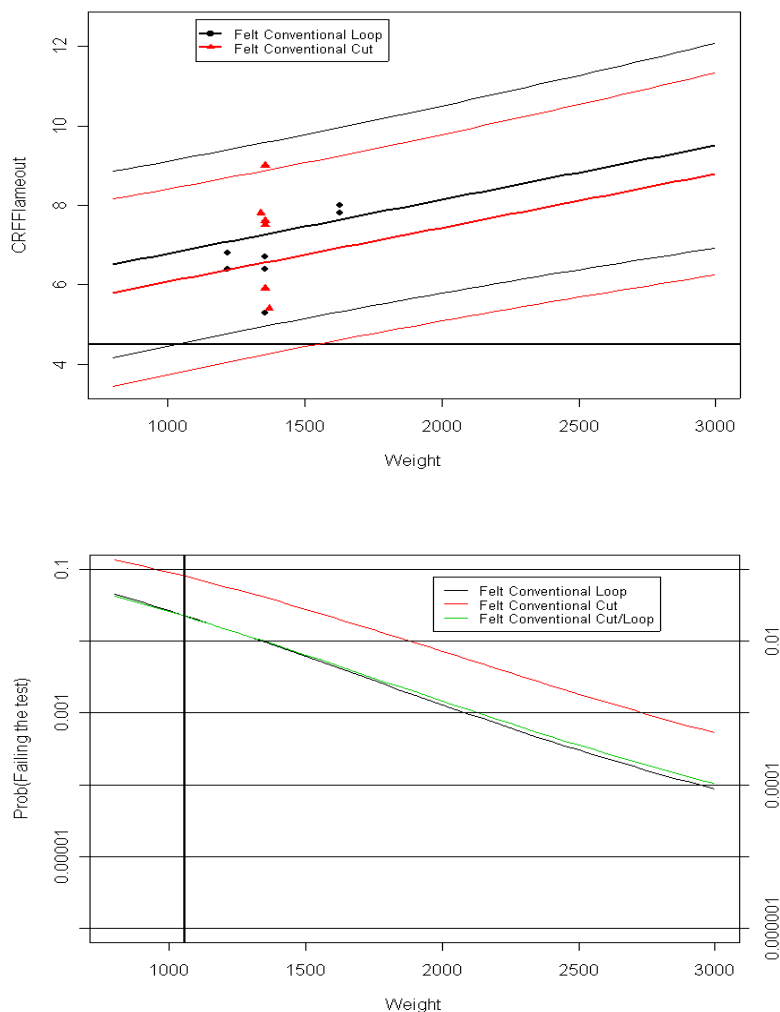 Felt Conventional Loop
Felt Conventional Cut
12
10
8
6
4
CRFFlameout
1000 1500 2000 2500 3000
Weight
Felt Conventional Loop
Felt Conventional Cut
Felt Conventional Cut/Loop
0.1
0.001
0.00001
Prob(Failing the test)
0.01
0.0001
0.000001
1000 1500 2000 2500 3000
Weight